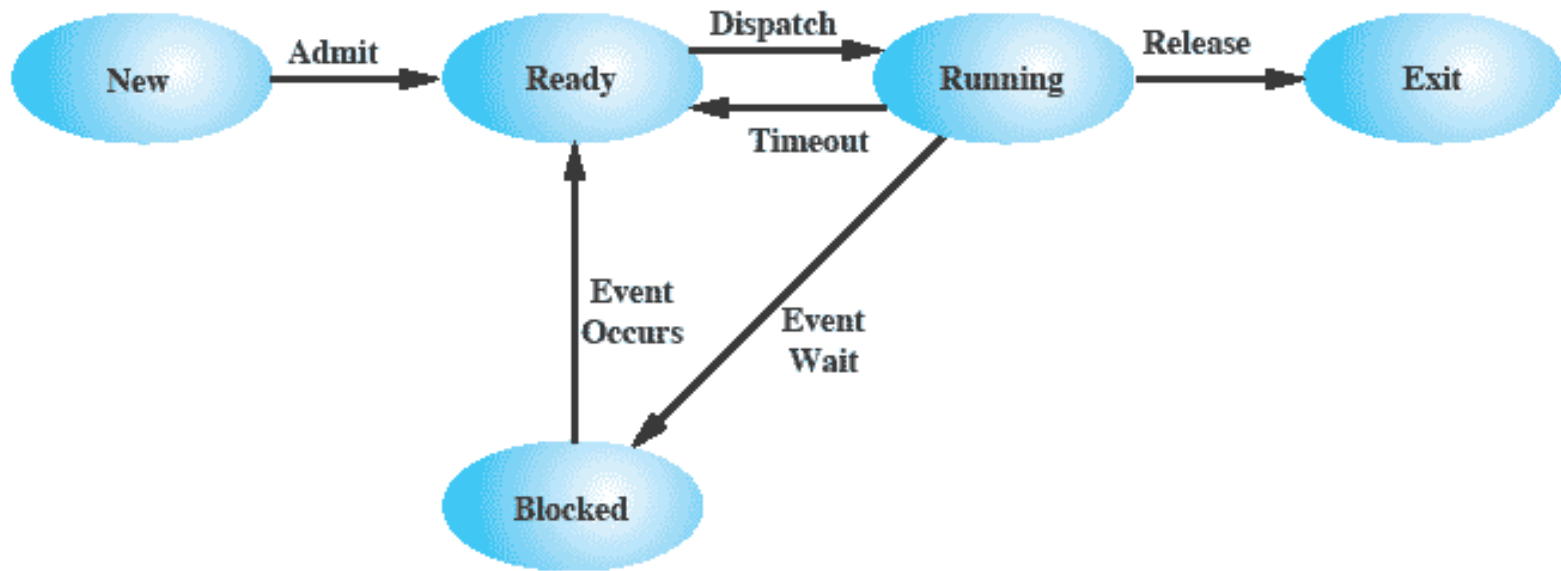 Dispatch
Admit
Release
New
Ready
Running
Exit
Timeout
Event
Occurs
Event
Wait
Blocked